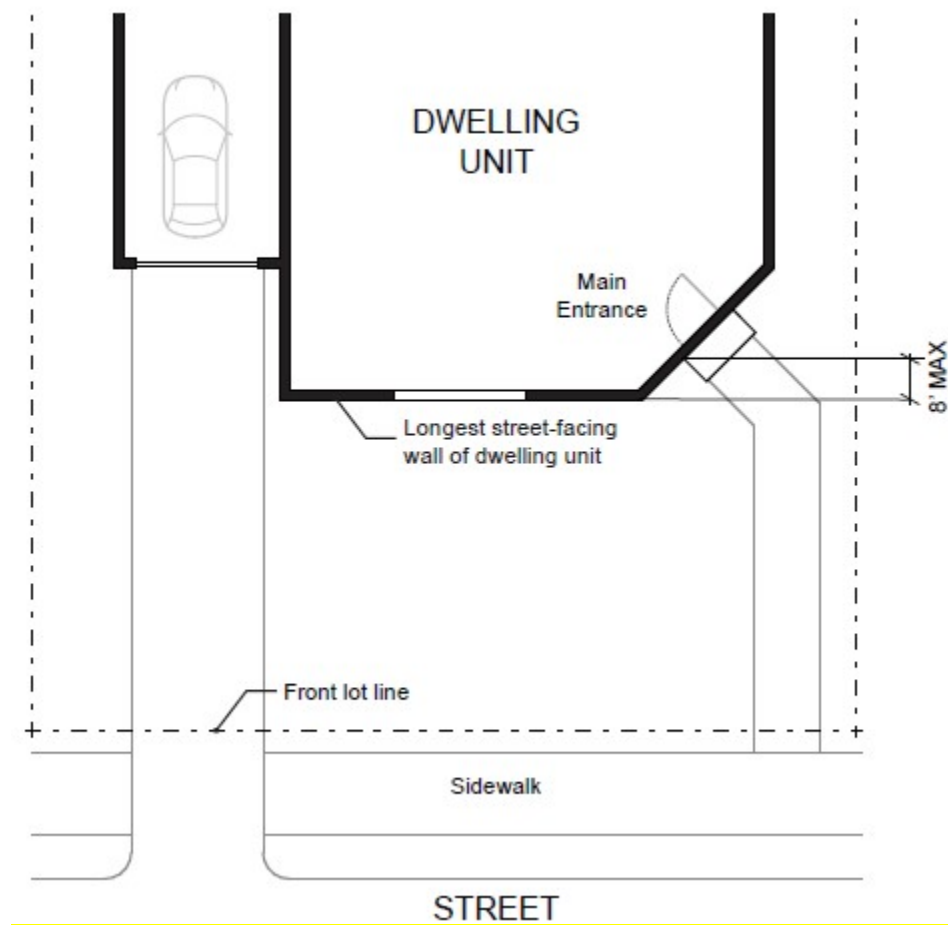 DWELLING
UNIT
Main
Entrance
8' MAX
Longest street-facing
wall of dwelling unit
Front lot line
Sidewalk
STREET